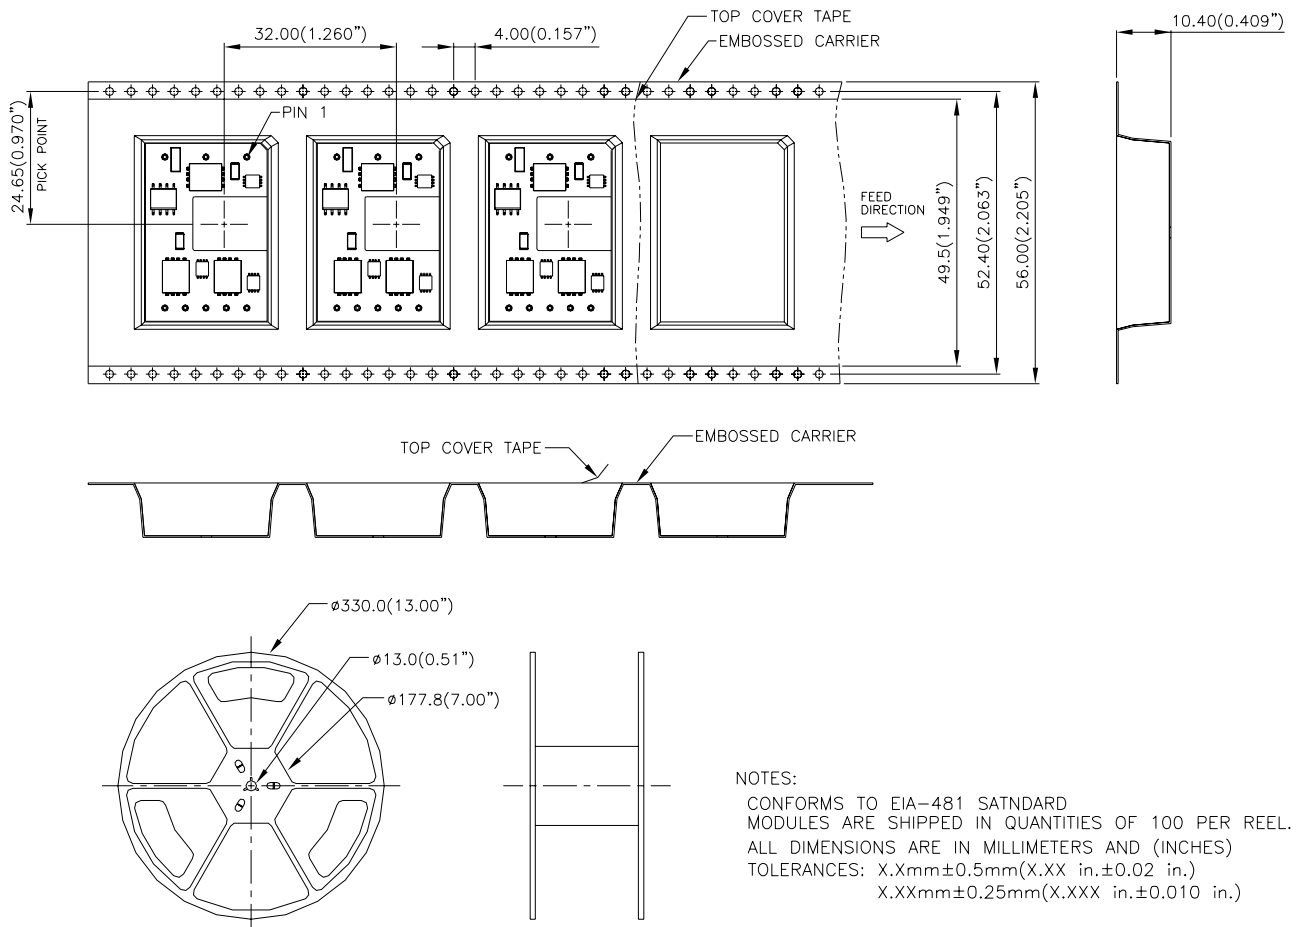 TOP COVER TAPE
EMBOSSED CARRIER
32.00(1.260")
4.00(0.157")
10.40(0.409")
PIN 1
24.65(0.970")
PICK POINT
FEED
DIRECTION
49.5(1.949")
52.40(2.063")
56.00(2.205")
TOP COVER TAPE
EMBOSSED CARRIER
ø330.0(13.00")
ø13.0(0.51")
ø177.8(7.00")
NOTES:
CONFORMS TO EIA-481 SATNDARD
MODULES ARE SHIPPED IN QUANTITIES OF 100 PER REEL.
ALL DIMENSIONS ARE IN MILLIMETERS AND (INCHES)
TOLERANCES: X.Xmm±0.5mm(X.XX in.±0.02 in.)
X.XXmm±0.25mm(X.XXX in.±0.010 in.)